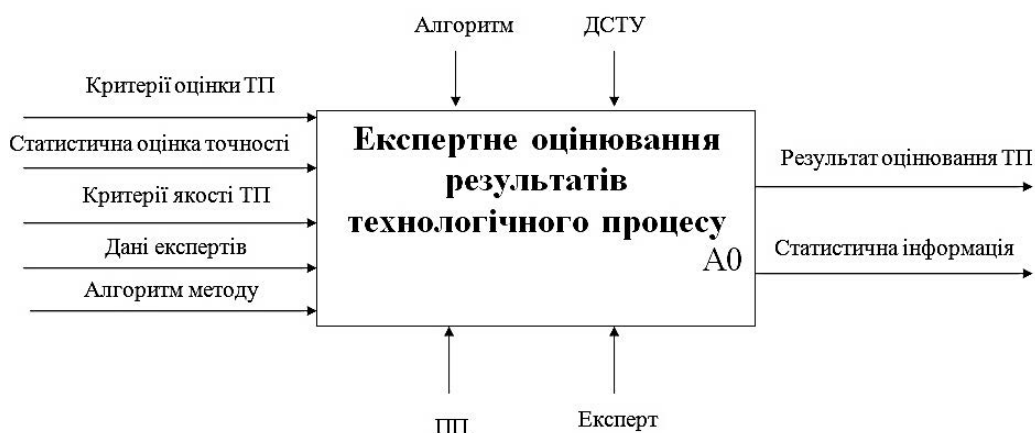 Алгоритм
ДСТУ
Критерії оцінки ТП
Статистична оцінка точності
Критерії якості ТП
Дані експертів
Алгоритм методу
Експертне оцінювання
результатів
технологічного процесу
А0
Результат оцінювання ТП
Статистична інформація
ПП
Експерт